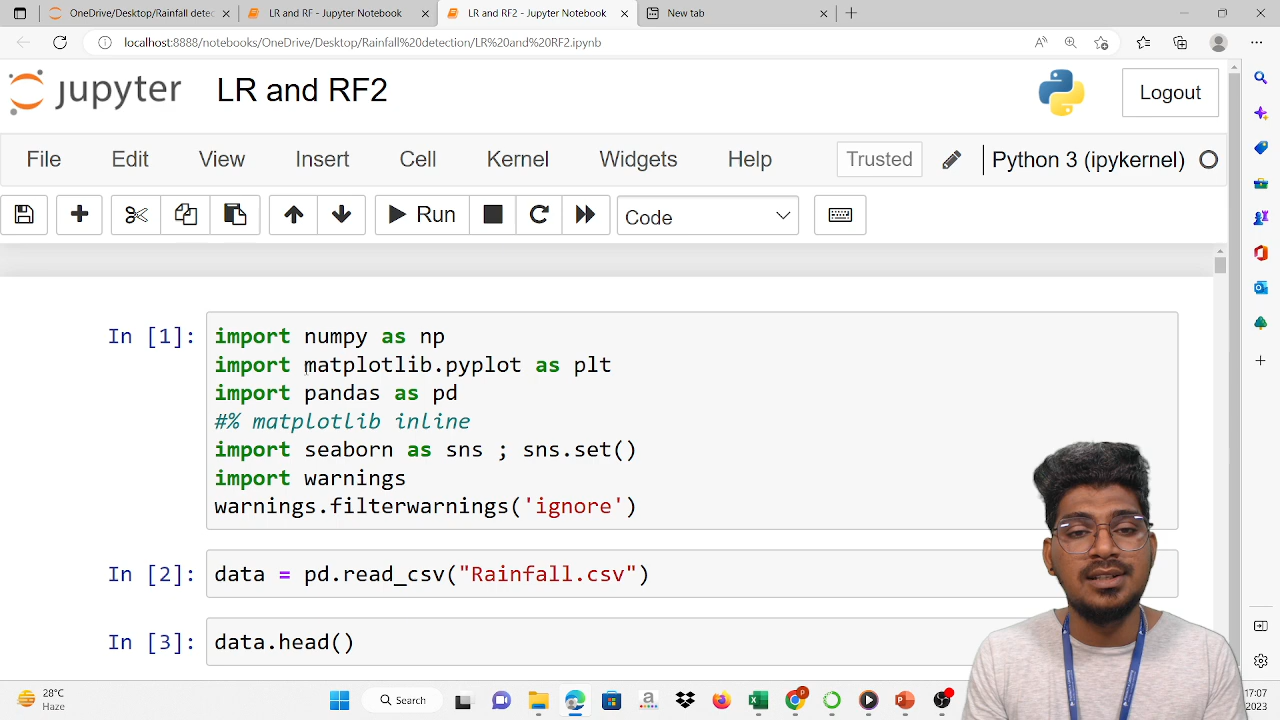 OneDrive/Desktop/Rainfall detec
LR and RF - Jupyter Notebook
LR and RF2 - Jupyter Notebook
New tab
localhost:8888/notebooks/OneDrive/Desktop/Rainfall%20detection/LR%20and%20RF2.ipynb
jupyter LR and RF2
Logout
File Edit View Insert Cell Kernel Widgets Help
Trusted
Python 3 (ipykernel)
Run
Code
In [1]:
import numpy as np
import matplotlib.pyplot as plt
import pandas as pd
#% matplotlib inline
import seaborn as sns ; sns.set()
import warnings
warnings.filterwarnings('ignore')
In [2]: data = pd.read_csv("Rainfall.csv")
In [3]: data.head()
28°C
Haze
Search
17:07
2023